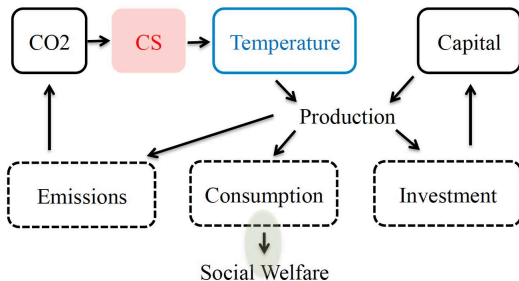 CO2
CS
Temperature
Capital
Production
Emissions
Consumption
Investment
Social Welfare